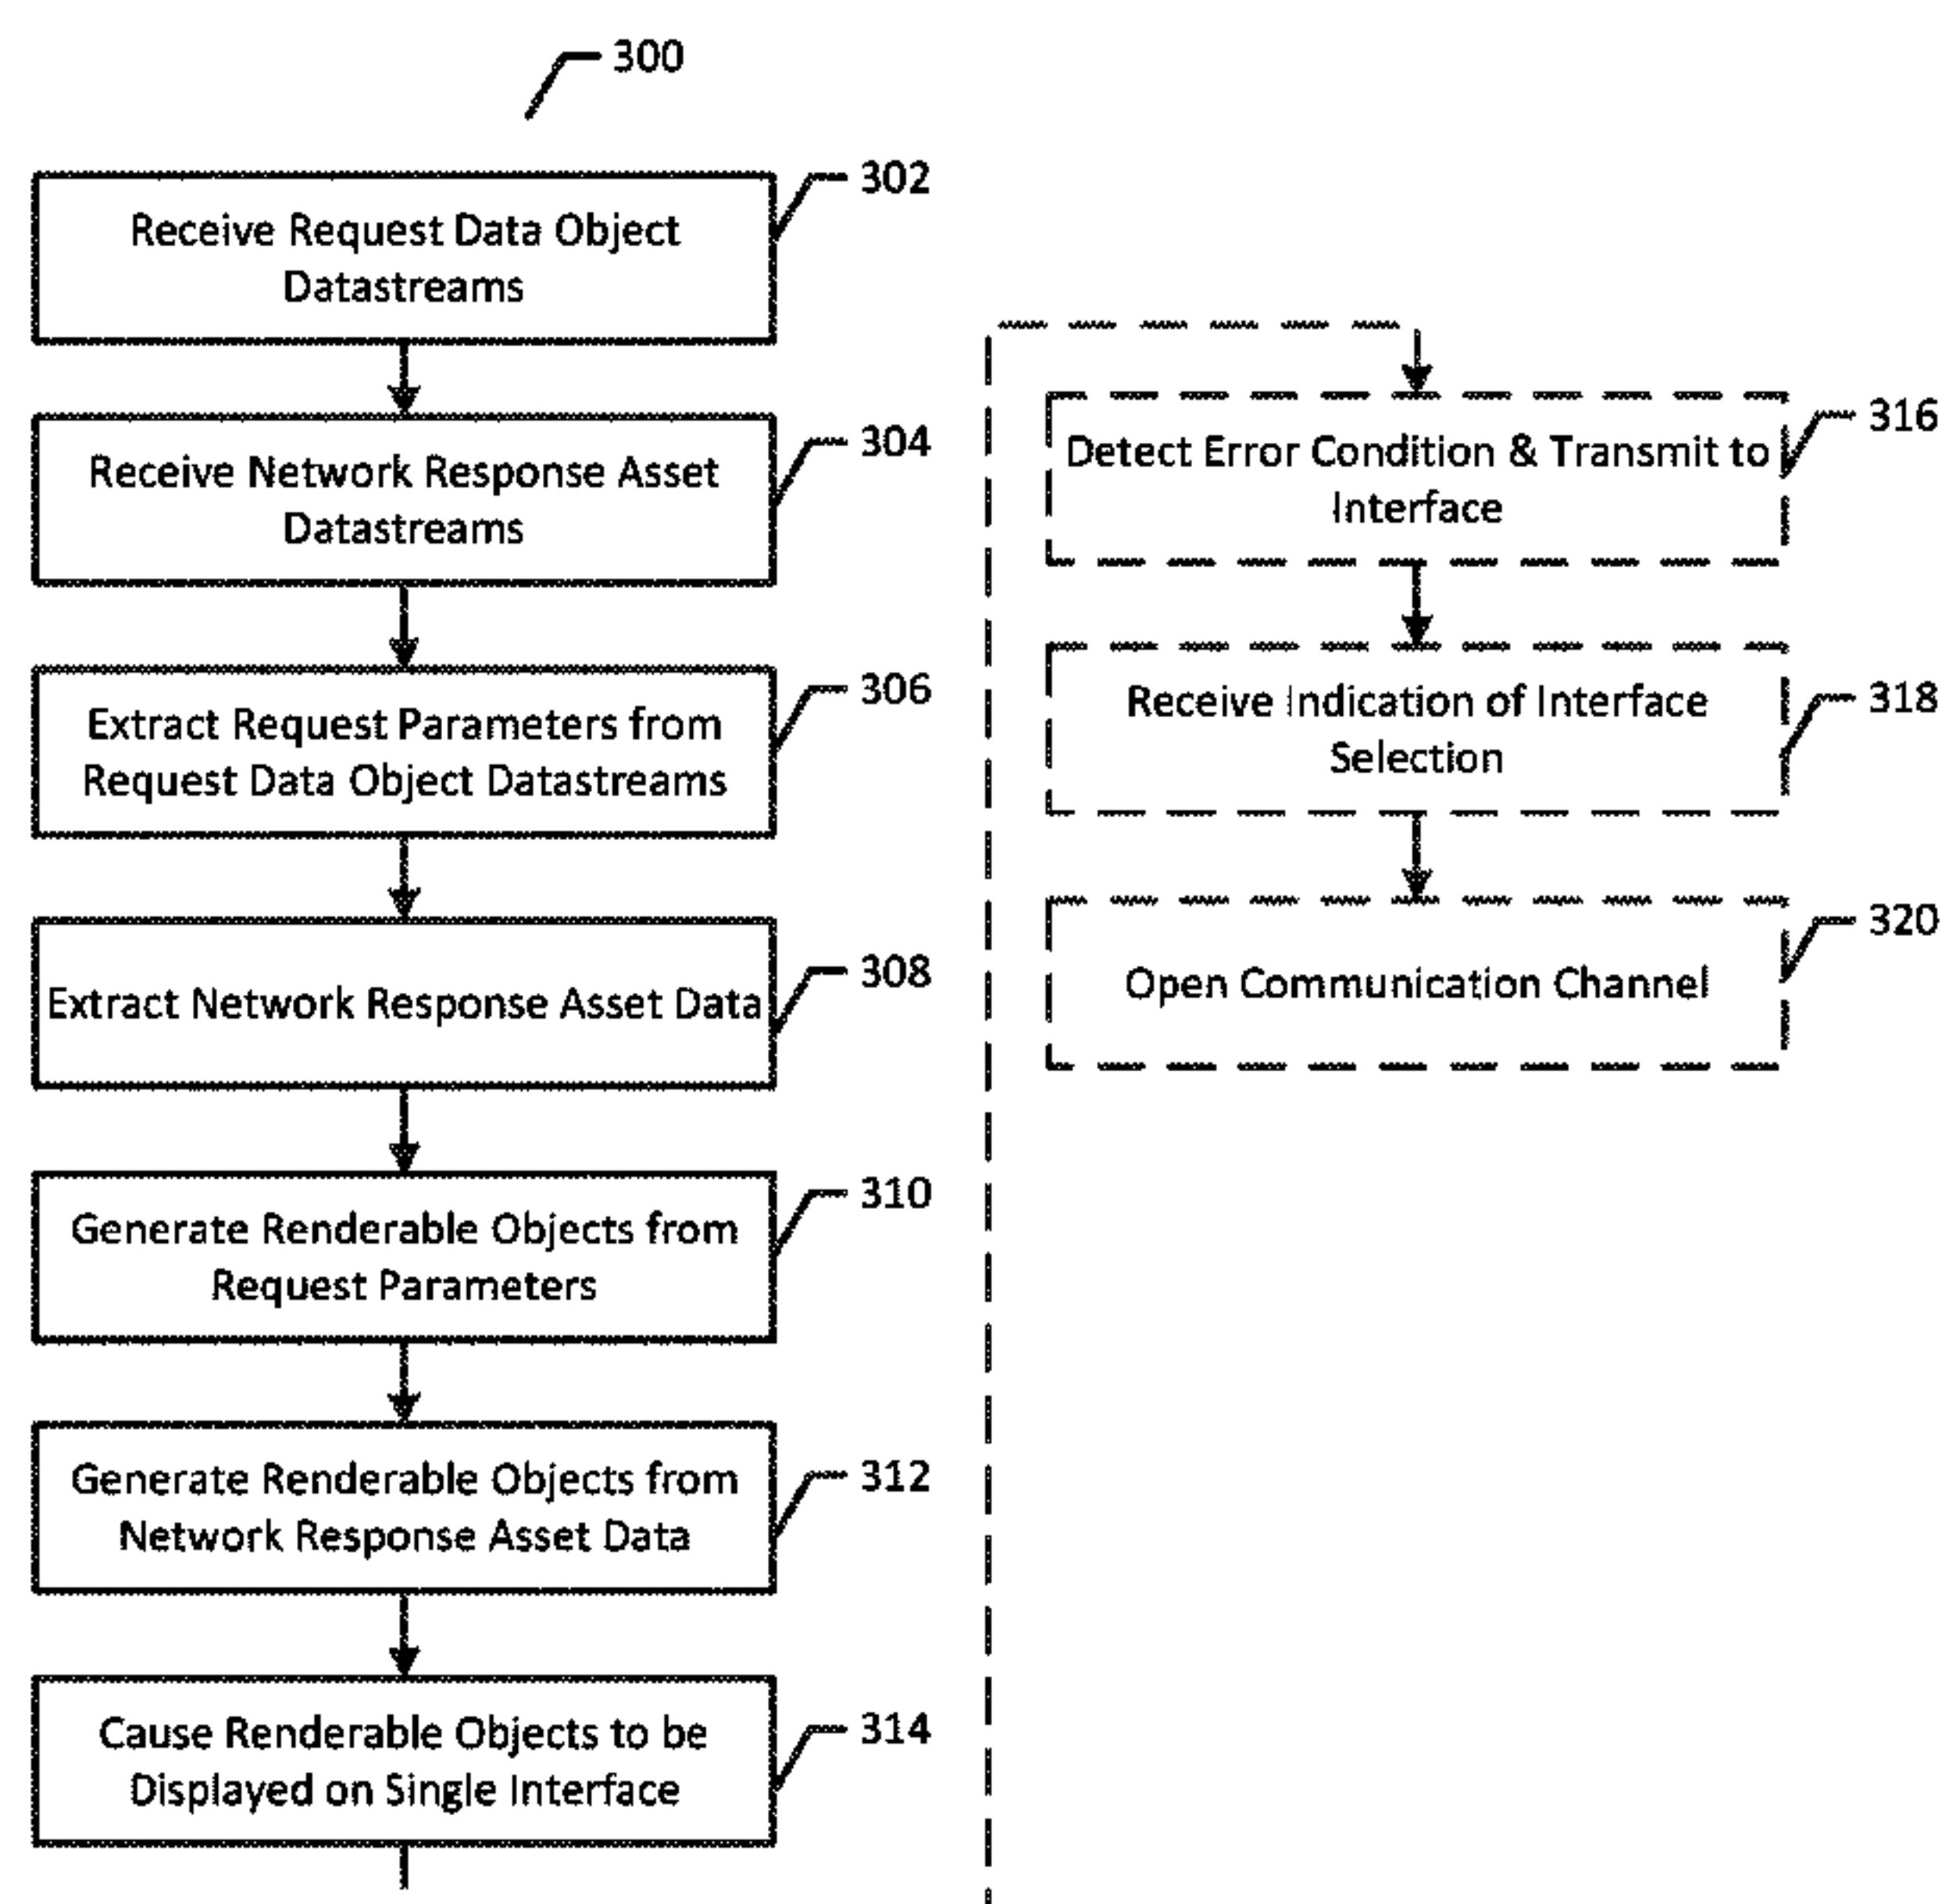 300
302
Receive Request Data Object
Datastreams
304
Receive Network Response Asset
Datastreams
306
Extract Request Parameters from
Request Data Object Datastreams
308
Extract Network Response Asset Data
310
Generate Renderable Objects from
Request Parameters
312
Generate Renderable Objects from
Network Response Asset Data
314
Cause Renderable Objects to be
Displayed on Single Interface
316
Detect Error Condition & Transmit to
Interface
318
Receive Indication of Interface
Selection
320
Open Communication Channel